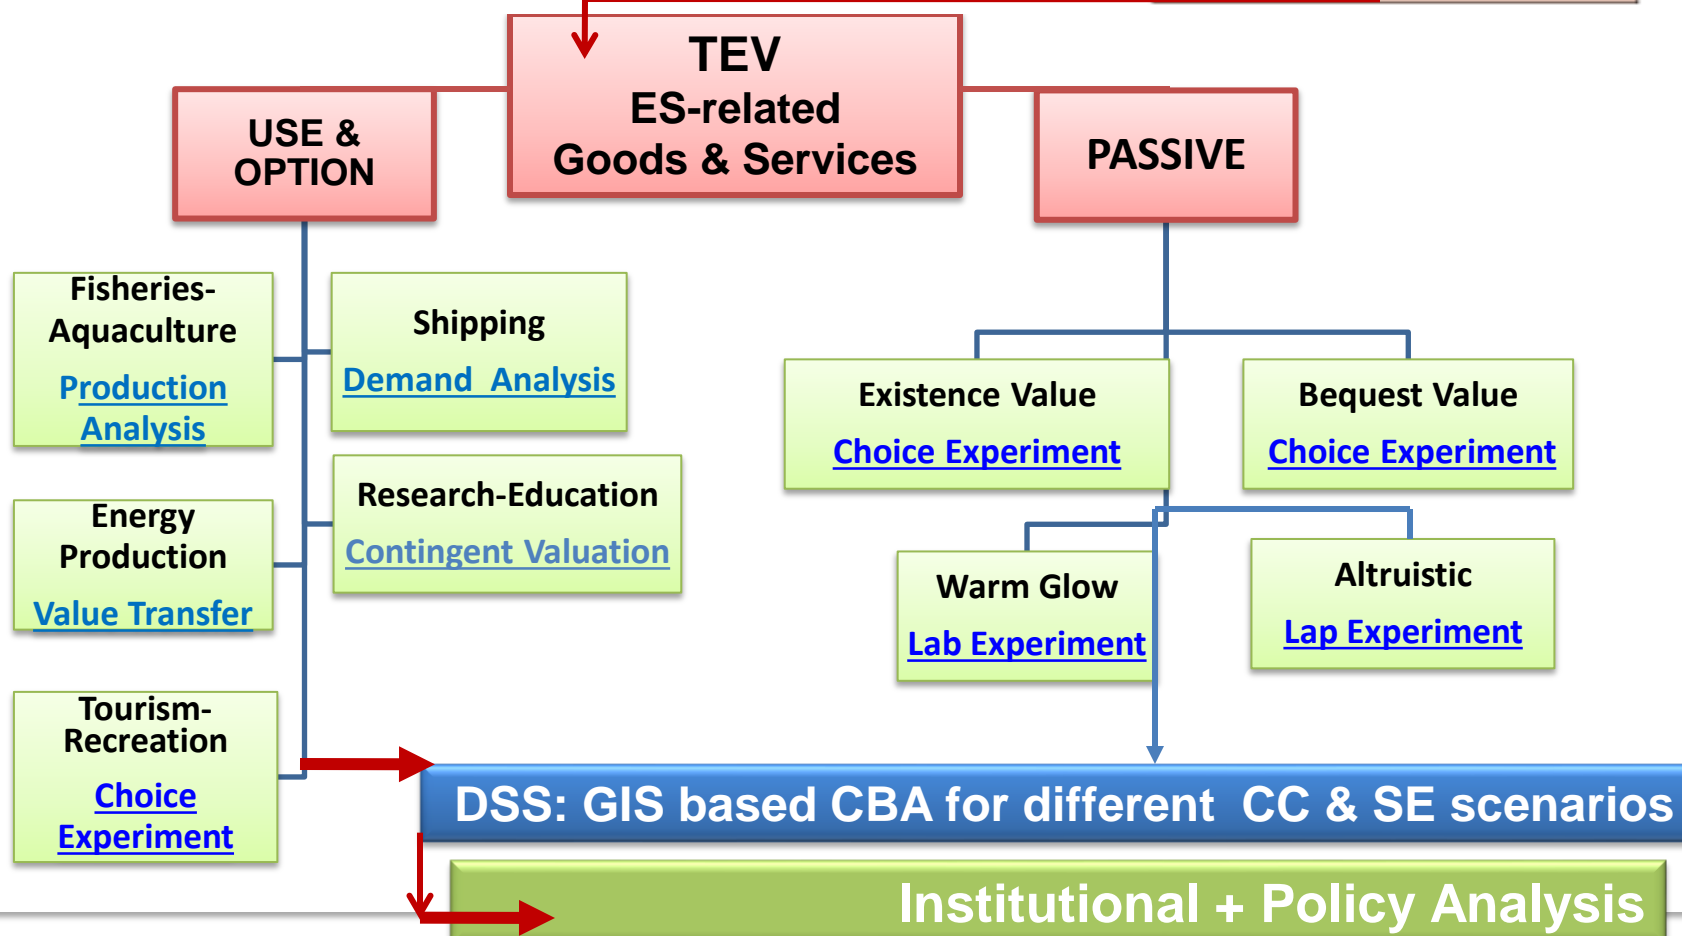 TEV
ES-related
Goods & Services
USE &
OPTION
PASSIVE
Fisheries-
Aquaculture
Production
Analysis
Shipping
Demand  Analysis
Energy
Production
Value Transfer
Research-Education
Contingent Valuation
Tourism-
Recreation
Choice
Experiment
Existence Value
Choice Experiment
Bequest Value
Choice Experiment
Warm Glow
Lab Experiment
Altruistic
Lap Experiment
DSS: GIS based CBA for different  CC & SE scenarios
Institutional + Policy Analysis